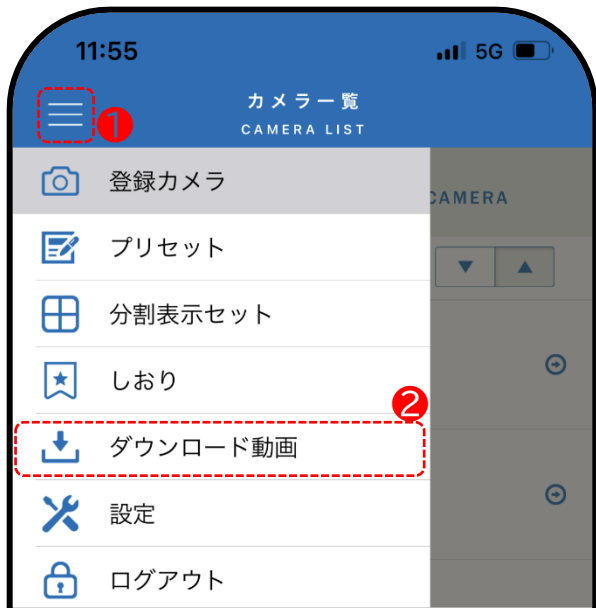 11:55
5G
❶
カメラ一覧
CAMERA LIST
登録カメラ
CAMERA
プリセット
▼ ▲
分割表示セット
しおり
❷
ダウンロード動画
設定
ログアウト